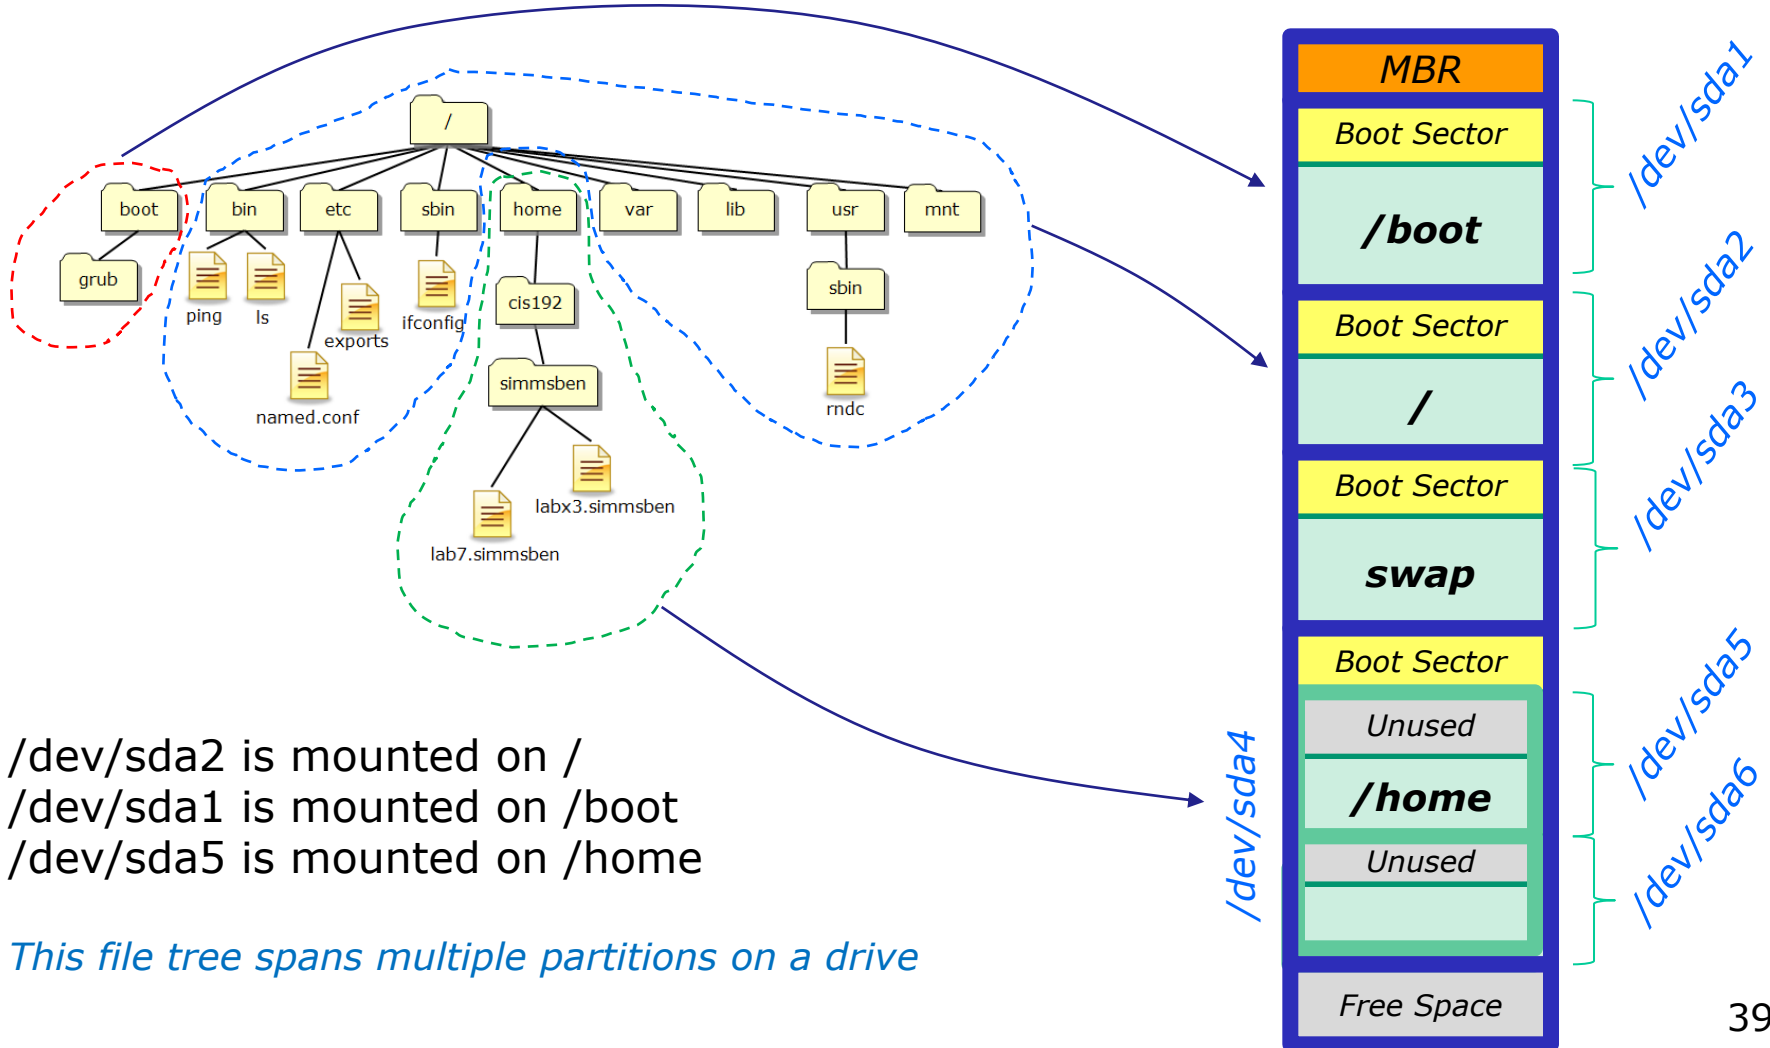 /
boot
bin
etc
sbin
home
var
lib
usr
mnt
grub
ping
ls
exports
ifconfig
cis192
sbin
named.conf
simmsben
rndc
labx3.simmsben
lab7.simmsben
/dev/sda2 is mounted on /
/dev/sda1 is mounted on /boot
/dev/sda5 is mounted on /home
This file tree spans multiple partitions on a drive
MBR
Boot Sector
/boot
/dev/sda1
Boot Sector
/
/dev/sda2
Boot Sector
swap
/dev/sda3
Boot Sector
/dev/sda4
Unused
/home
/dev/sda5
Unused
/dev/sda6
Free Space
39